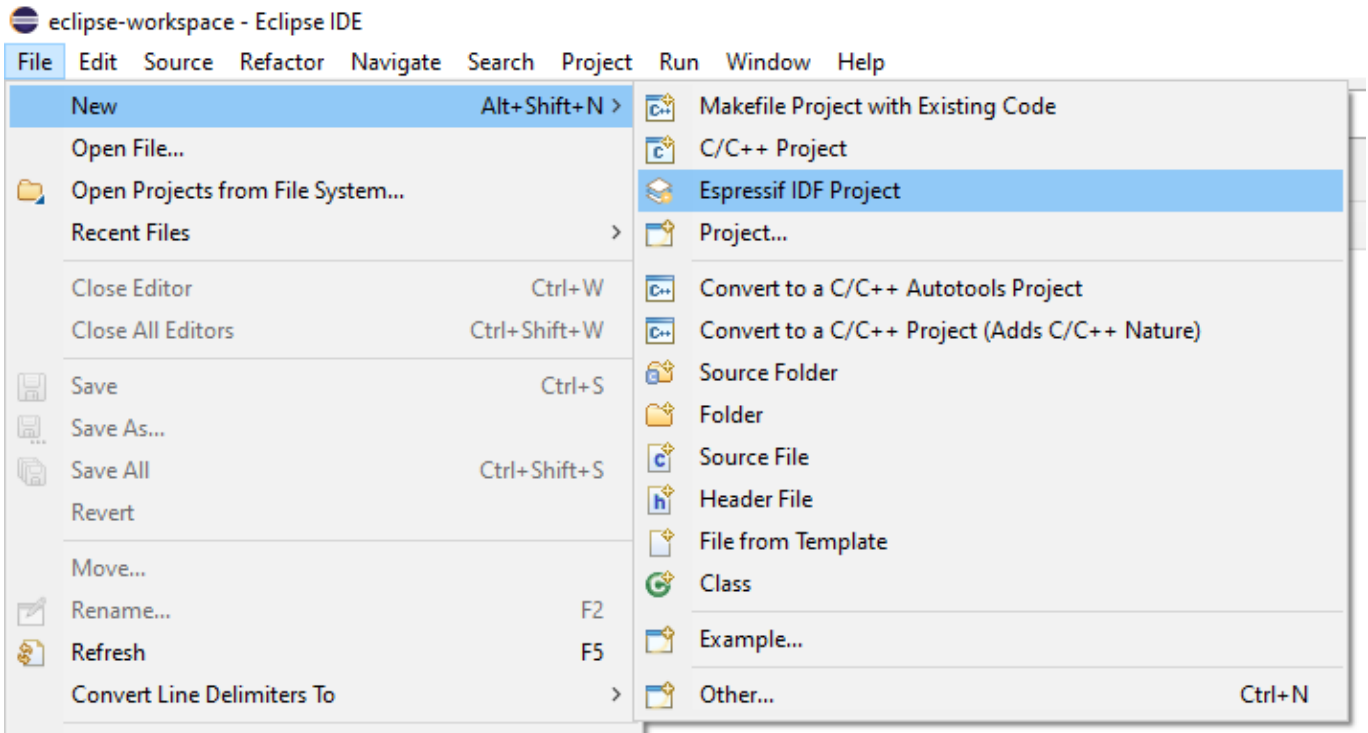 eclipse-workspace - Eclipse IDE
File Edit Source Refactor Navigate Search Project Run Window Help
New Alt+Shift+N >
Open File...
Open Projects from File System...
Recent Files >
Close Editor Ctrl+W
Close All Editors Ctrl+Shift+W
Save Ctrl+S
Save As...
Save All Ctrl+Shift+S
Revert
Move...
Rename... F2
Refresh F5
Convert Line Delimiters To >
Makefile Project with Existing Code
C/C++ Project
Espressif IDF Project
Project...
Convert to a C/C++ Autotools Project
Convert to a C/C++ Project (Adds C/C++ Nature)
Source Folder
Folder
Source File
Header File
File from Template
Class
Example...
Other... Ctrl+N